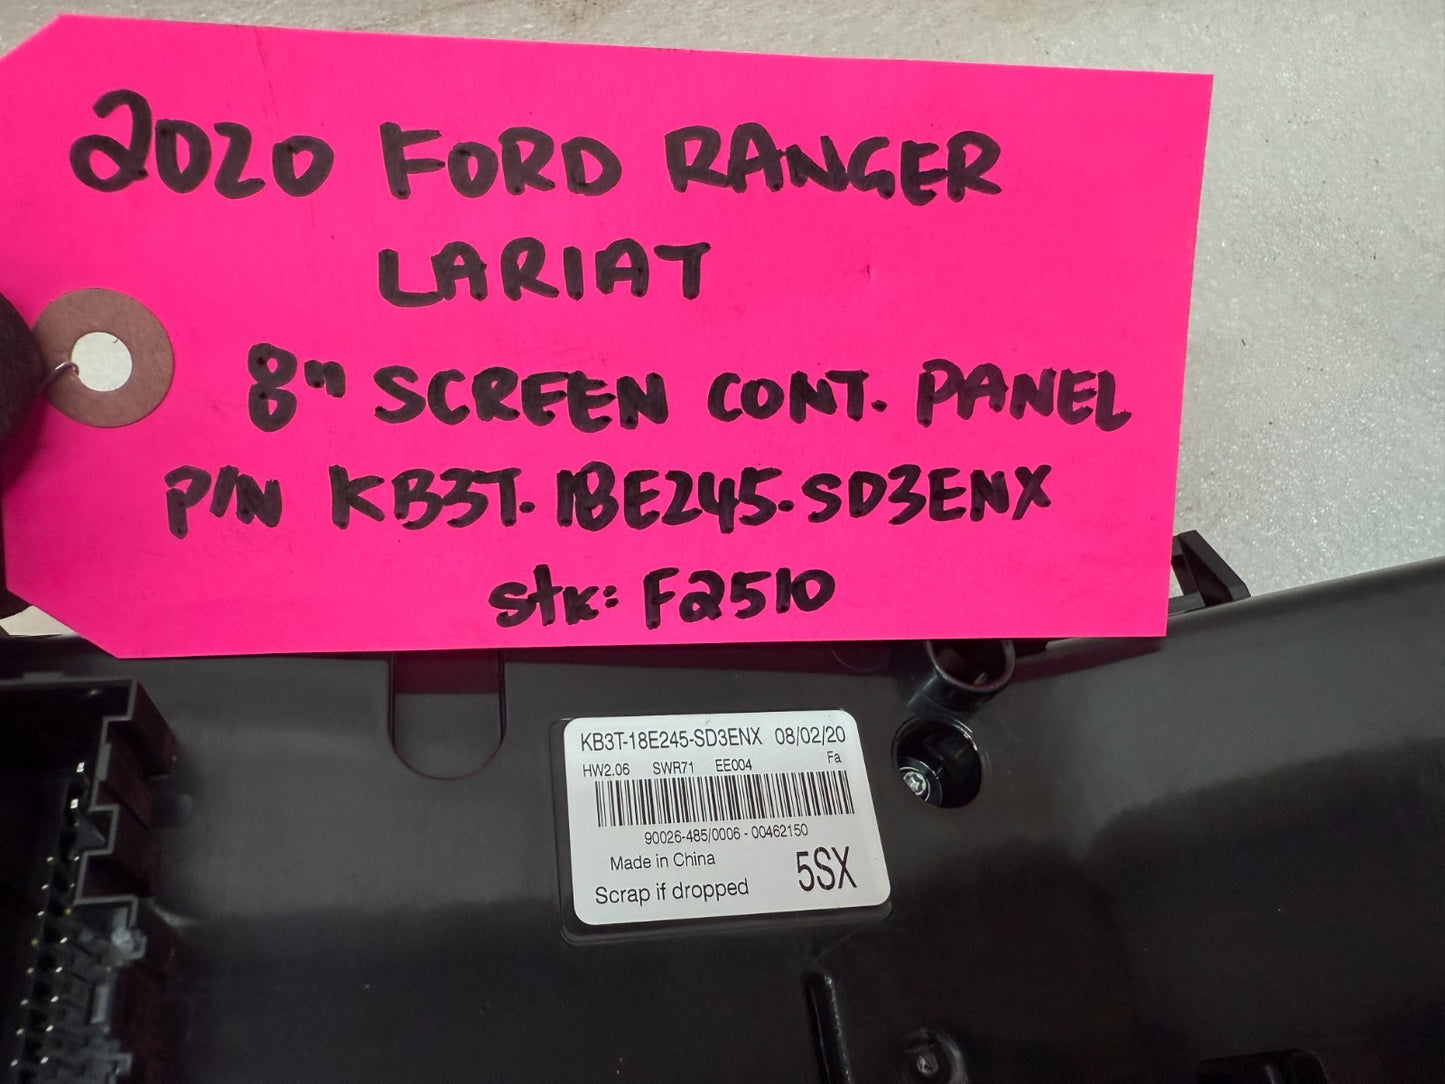 2020 FORD RANGER
LARIAT
8" SCREEN CONT. PANEL
P/N KB3T-18E245-SD3ENX
stk: F2510
KB3T-18E245-SD3ENX 08/02/20
HW2.06 SWR71 EE004 Fa
90026-485/0006 - 00462150
Made in China 5SX
Scrap if dropped